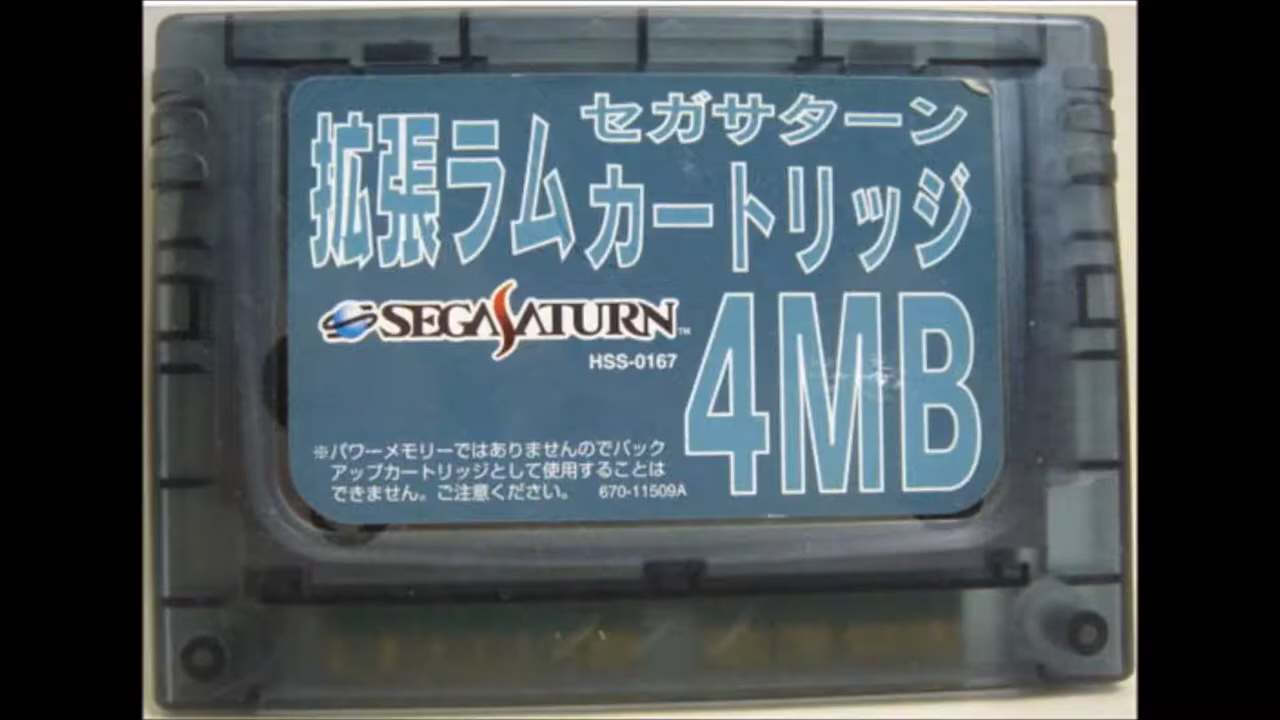 セガサターン
拡張ラムカートリッジ
SEGA SATURN™
HSS-0167
4MB
※パワーメモリーではありませんのでバック
アップカートリッジとして使用することは
できません。ご注意ください。 670-11509A